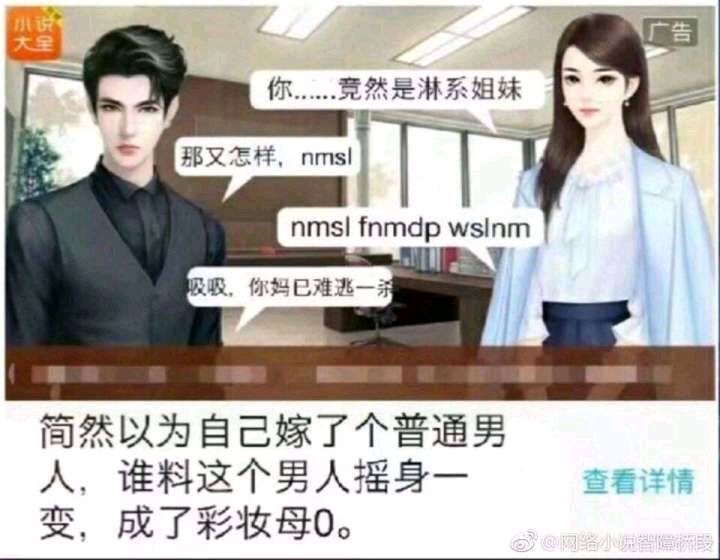 小说
大全
广告
你……竟然是淋系姐妹
那又怎样，nmsl
nmsl fnmdp wslnm
吸吸，你妈已难逃一杀
简然以为自己嫁了个普通男
人，谁料这个男人摇身一
变，成了彩妆母0。
查看详情
@网络小说智障桥段